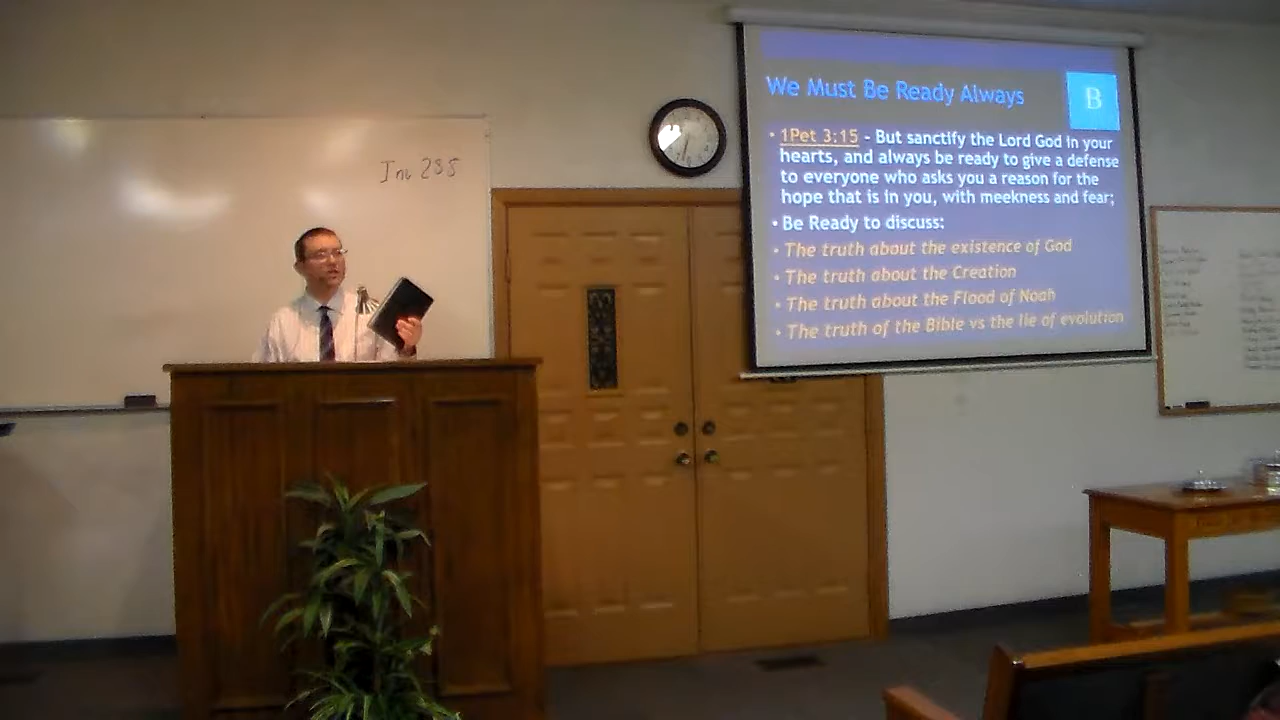 Inv 288
We Must Be Ready Always
B
• 1Pet 3:15 - But sanctify the Lord God in your
hearts, and always be ready to give a defense
to everyone who asks you a reason for the
hope that is in you, with meekness and fear;
• Be Ready to discuss:
• The truth about the existence of God
• The truth about the Creation
• The truth about the Flood of Noah
• The truth of the Bible vs the lie of evolution